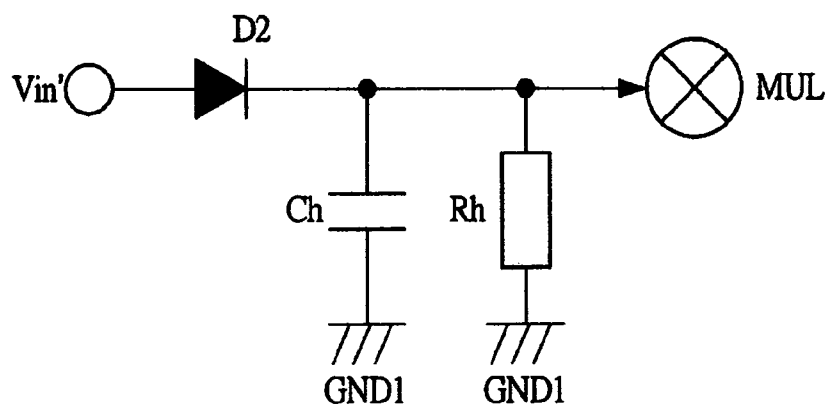 D2
Vin'
MUL
Ch
Rh
GND1
GND1